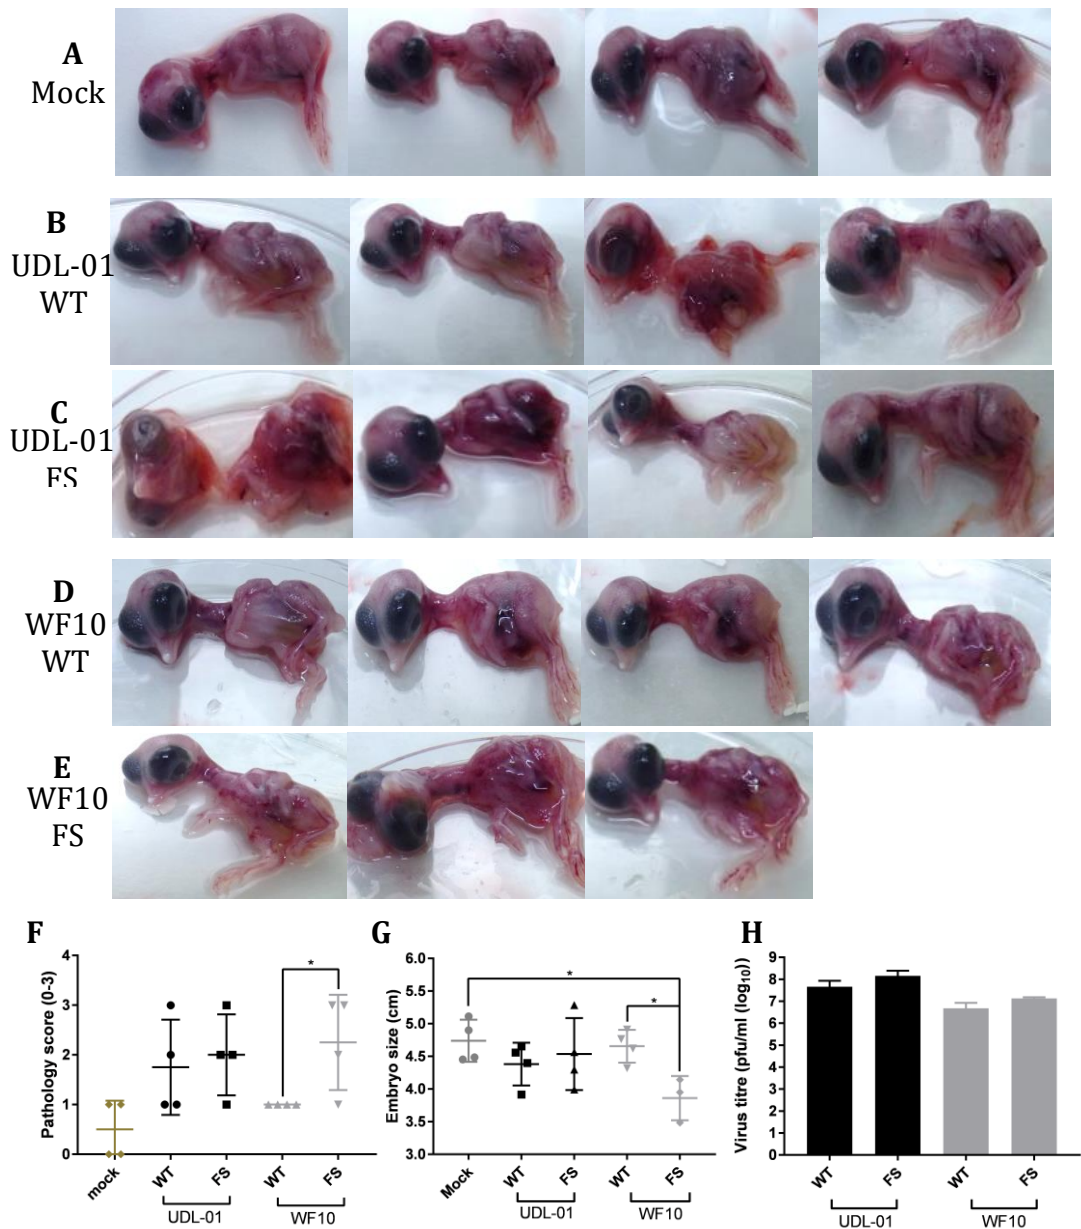 A
Mock
B
UDL-01
WT
C
UDL-01
FS
D
WF10
WT
E
WF10
FS
F
Pathology score (0-3)
4
3
2
1
0
*
mock
WT
FS
WT
FS
UDL-01
WF10
G
Embryo size (cm)
6.0
5.5
5.0
4.5
4.0
3.5
3.0
*
*
Mock
WT
FS
WT
FS
UDL-01
WF10
H
Virus titre (pfu/ml (log10))
9
8
7
6
5
4
3
2
1
0
WT
FS
WT
FS
UDL-01
WF10